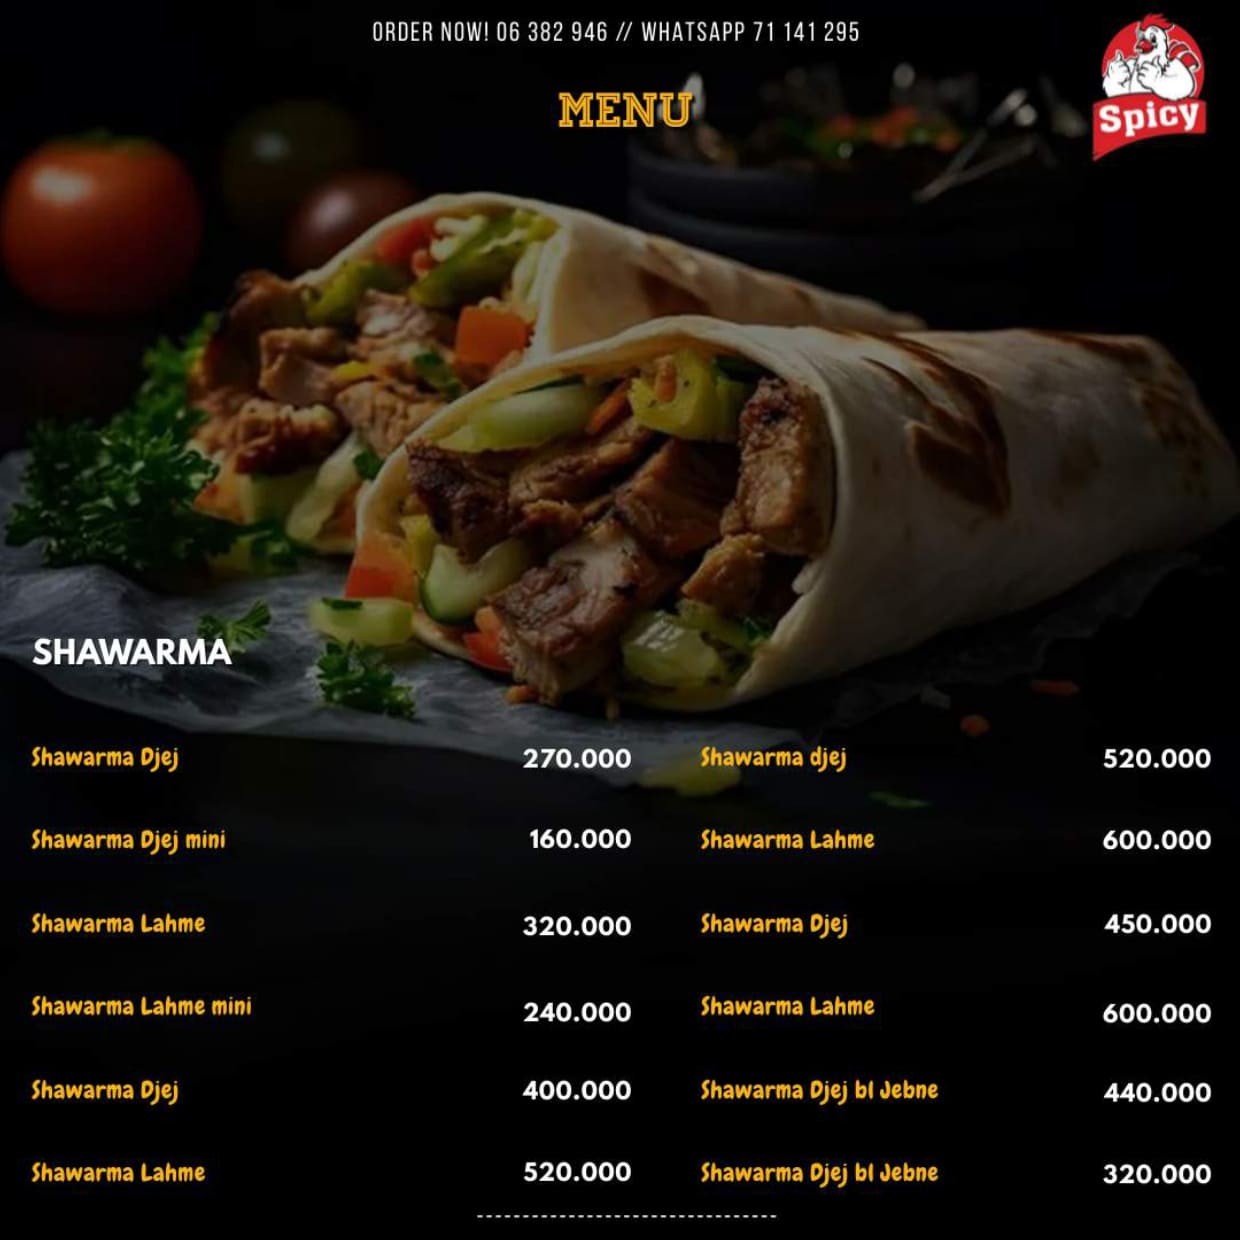 ORDER NOW! 06 382 946 // WHATSAPP 71 141 295
MENU
Spicy
SHAWARMA
Shawarma Djej 270.000
Shawarma Djej mini 160.000
Shawarma Lahme 320.000
Shawarma Lahme mini 240.000
Shawarma Djej 400.000
Shawarma Lahme 520.000
Shawarma djej 520.000
Shawarma Lahme 600.000
Shawarma Djej 450.000
Shawarma Lahme 600.000
Shawarma Djej bl Jebne 440.000
Shawarma Djej bl Jebne 320.000